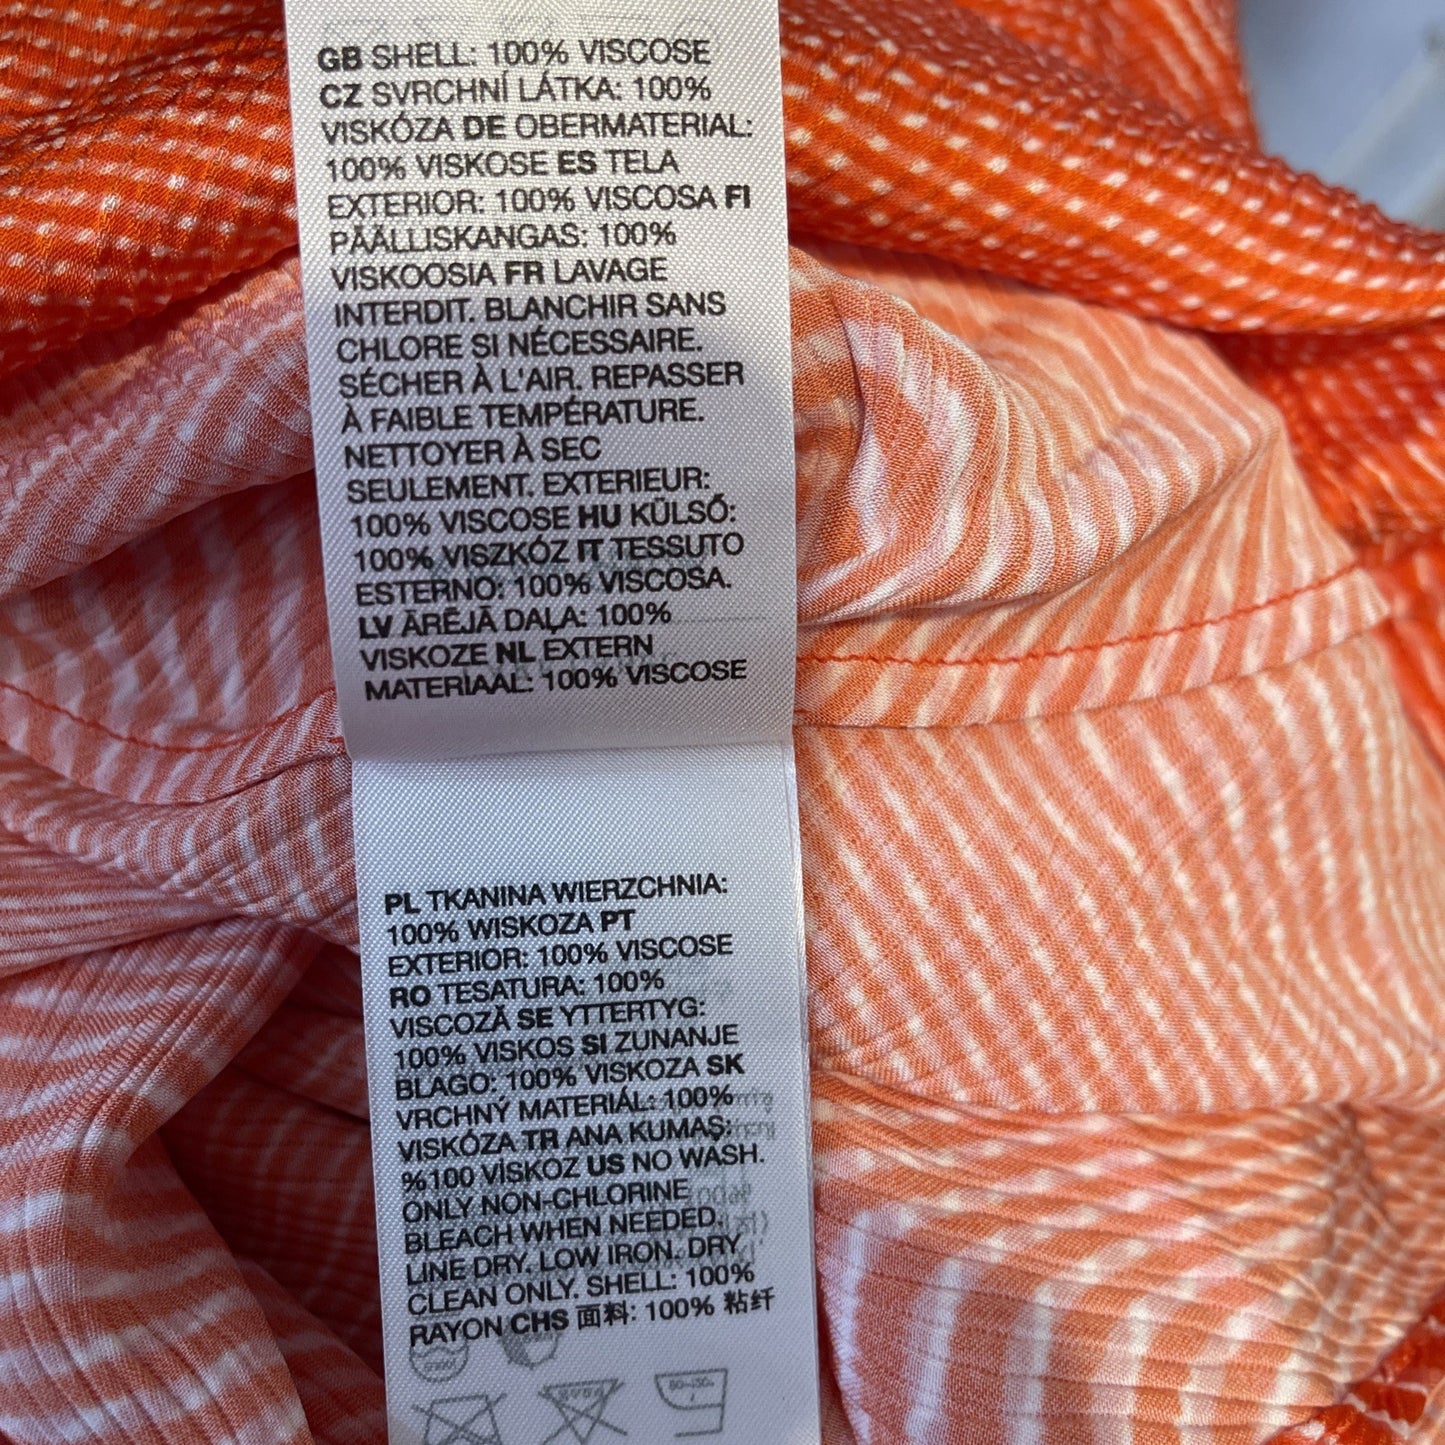 GB SHELL: 100% VISCOSE
CZ SVRCHNÍ LÁTKA: 100%
VISKÓZA DE OBERMATERIAL:
100% VISKOSE ES TELA
EXTERIOR: 100% VISCOSA FI
PÄÄLLISKANGAS: 100%
VISKOOSIA FR LAVAGE
INTERDIT. BLANCHIR SANS
CHLORE SI NÉCESSAIRE.
SÉCHER À L'AIR. REPASSER
À FAIBLE TEMPÉRATURE.
NETTOYER À SEC
SEULEMENT. EXTERIEUR:
100% VISCOSE HU KÜLSŐ:
100% VISZKÓZ IT TESSUTO
ESTERNO: 100% VISCOSA.
LV ĀRĒJĀ DAĻA: 100%
VISKOZE NL EXTERN
MATERIAAL: 100% VISCOSE
PL TKANINA WIERZCHNIA:
100% WISKOZA PT
EXTERIOR: 100% VISCOSE
RO TESATURA: 100%
VISCOZĂ SE YTTERTYG:
100% VISKOS SI ZUNANJE
BLAGO: 100% VISKOZA SK
VRCHNÝ MATERIÁL: 100%
VISKÓZA TR ANA KUMAŞ:
%100 VİSKOZ US NO WASH.
ONLY NON-CHLORINE
BLEACH WHEN NEEDED.
LINE DRY. LOW IRON. DRY
CLEAN ONLY. SHELL: 100%
RAYON CHS 面料: 100% 粘纤